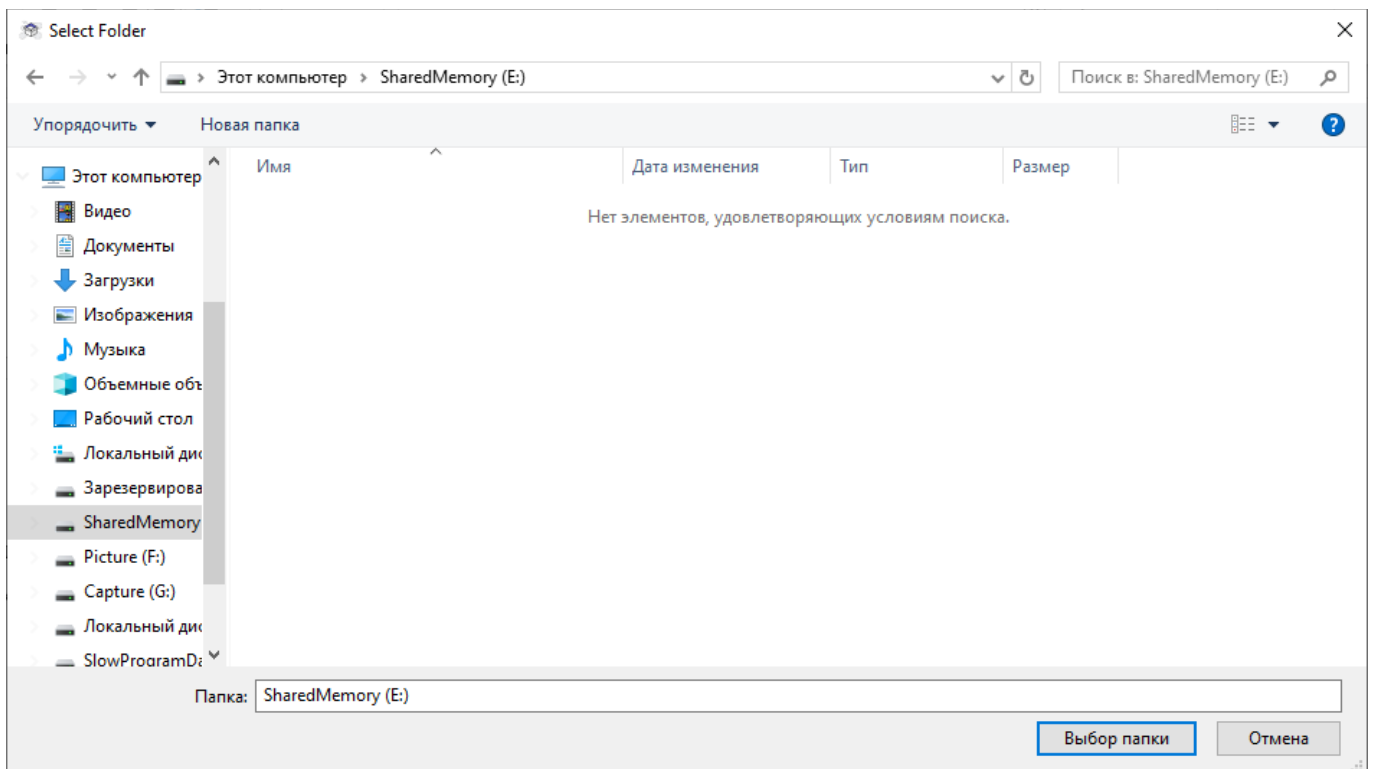 Select Folder
Этот компьютер > SharedMemory (E:)
Поиск в: SharedMemory (E:)
Упорядочить
Новая папка
Имя
Дата изменения
Тип
Размер
Нет элементов, удовлетворяющих условиям поиска.
Этот компьютер
Видео
Документы
Загрузки
Изображения
Музыка
Объемные объ
Рабочий стол
Локальный дис
Зарезервирова
SharedMemory
Picture (F:)
Capture (G:)
Локальный дис
SlowProgramDa
Папка: SharedMemory (E:)
Выбор папки
Отмена